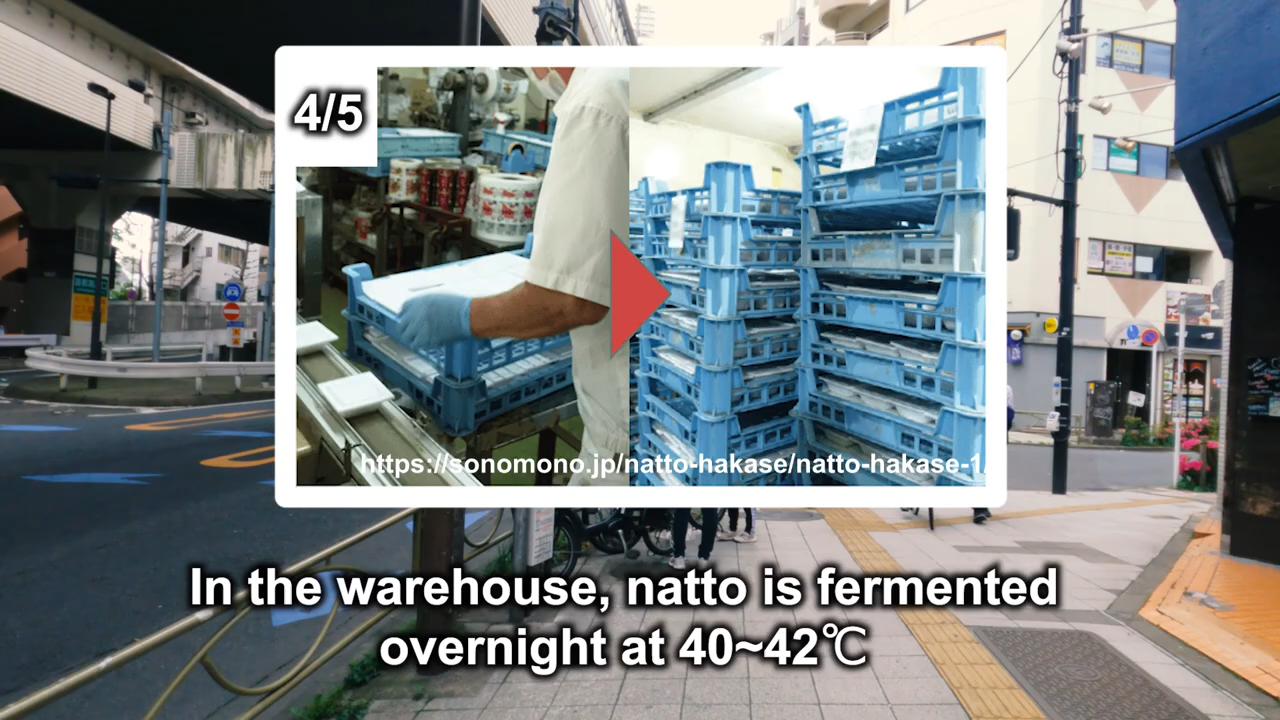 4/5
https://sonomono.jp/natto-hakase/natto-hakase-1/
In the warehouse, natto is fermented
overnight at 40~42℃